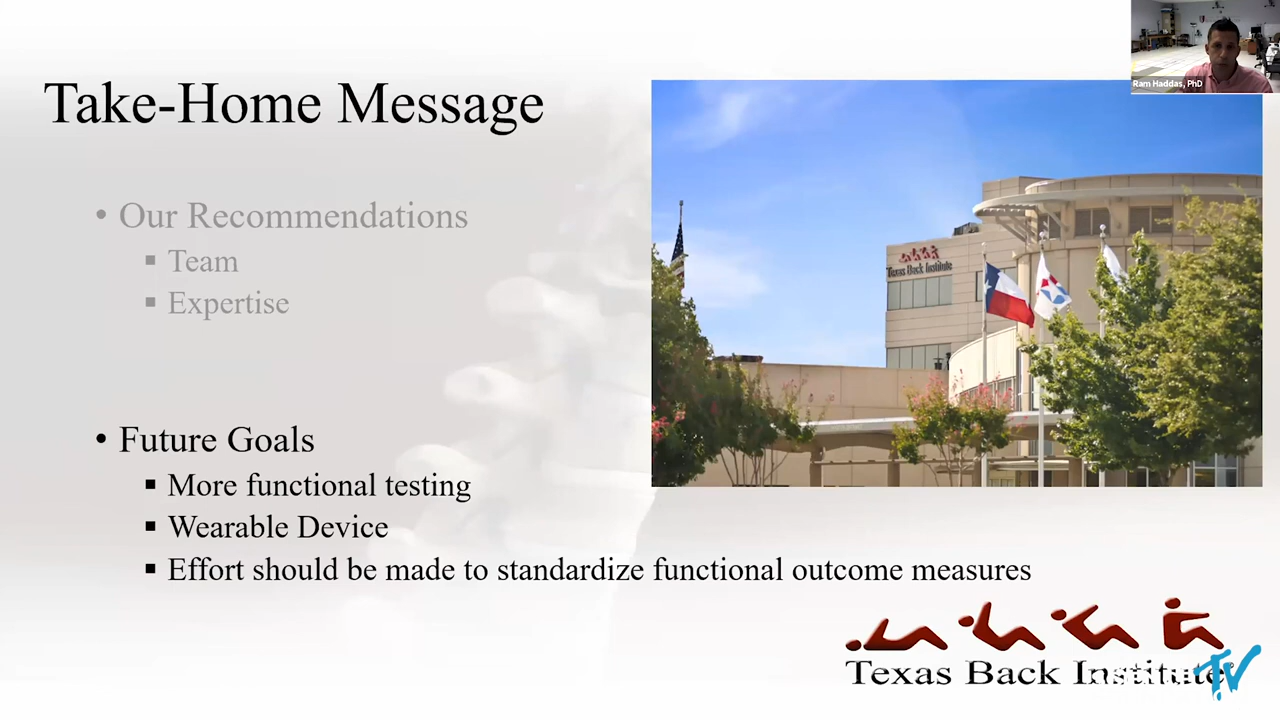 Ram Haddas, PhD
Take-Home Message
• Our Recommendations
▪ Team
▪ Expertise
Texas Back Institute
• Future Goals
▪ More functional testing
▪ Wearable Device
▪ Effort should be made to standardize functional outcome measures
Texas Back Institute
TV